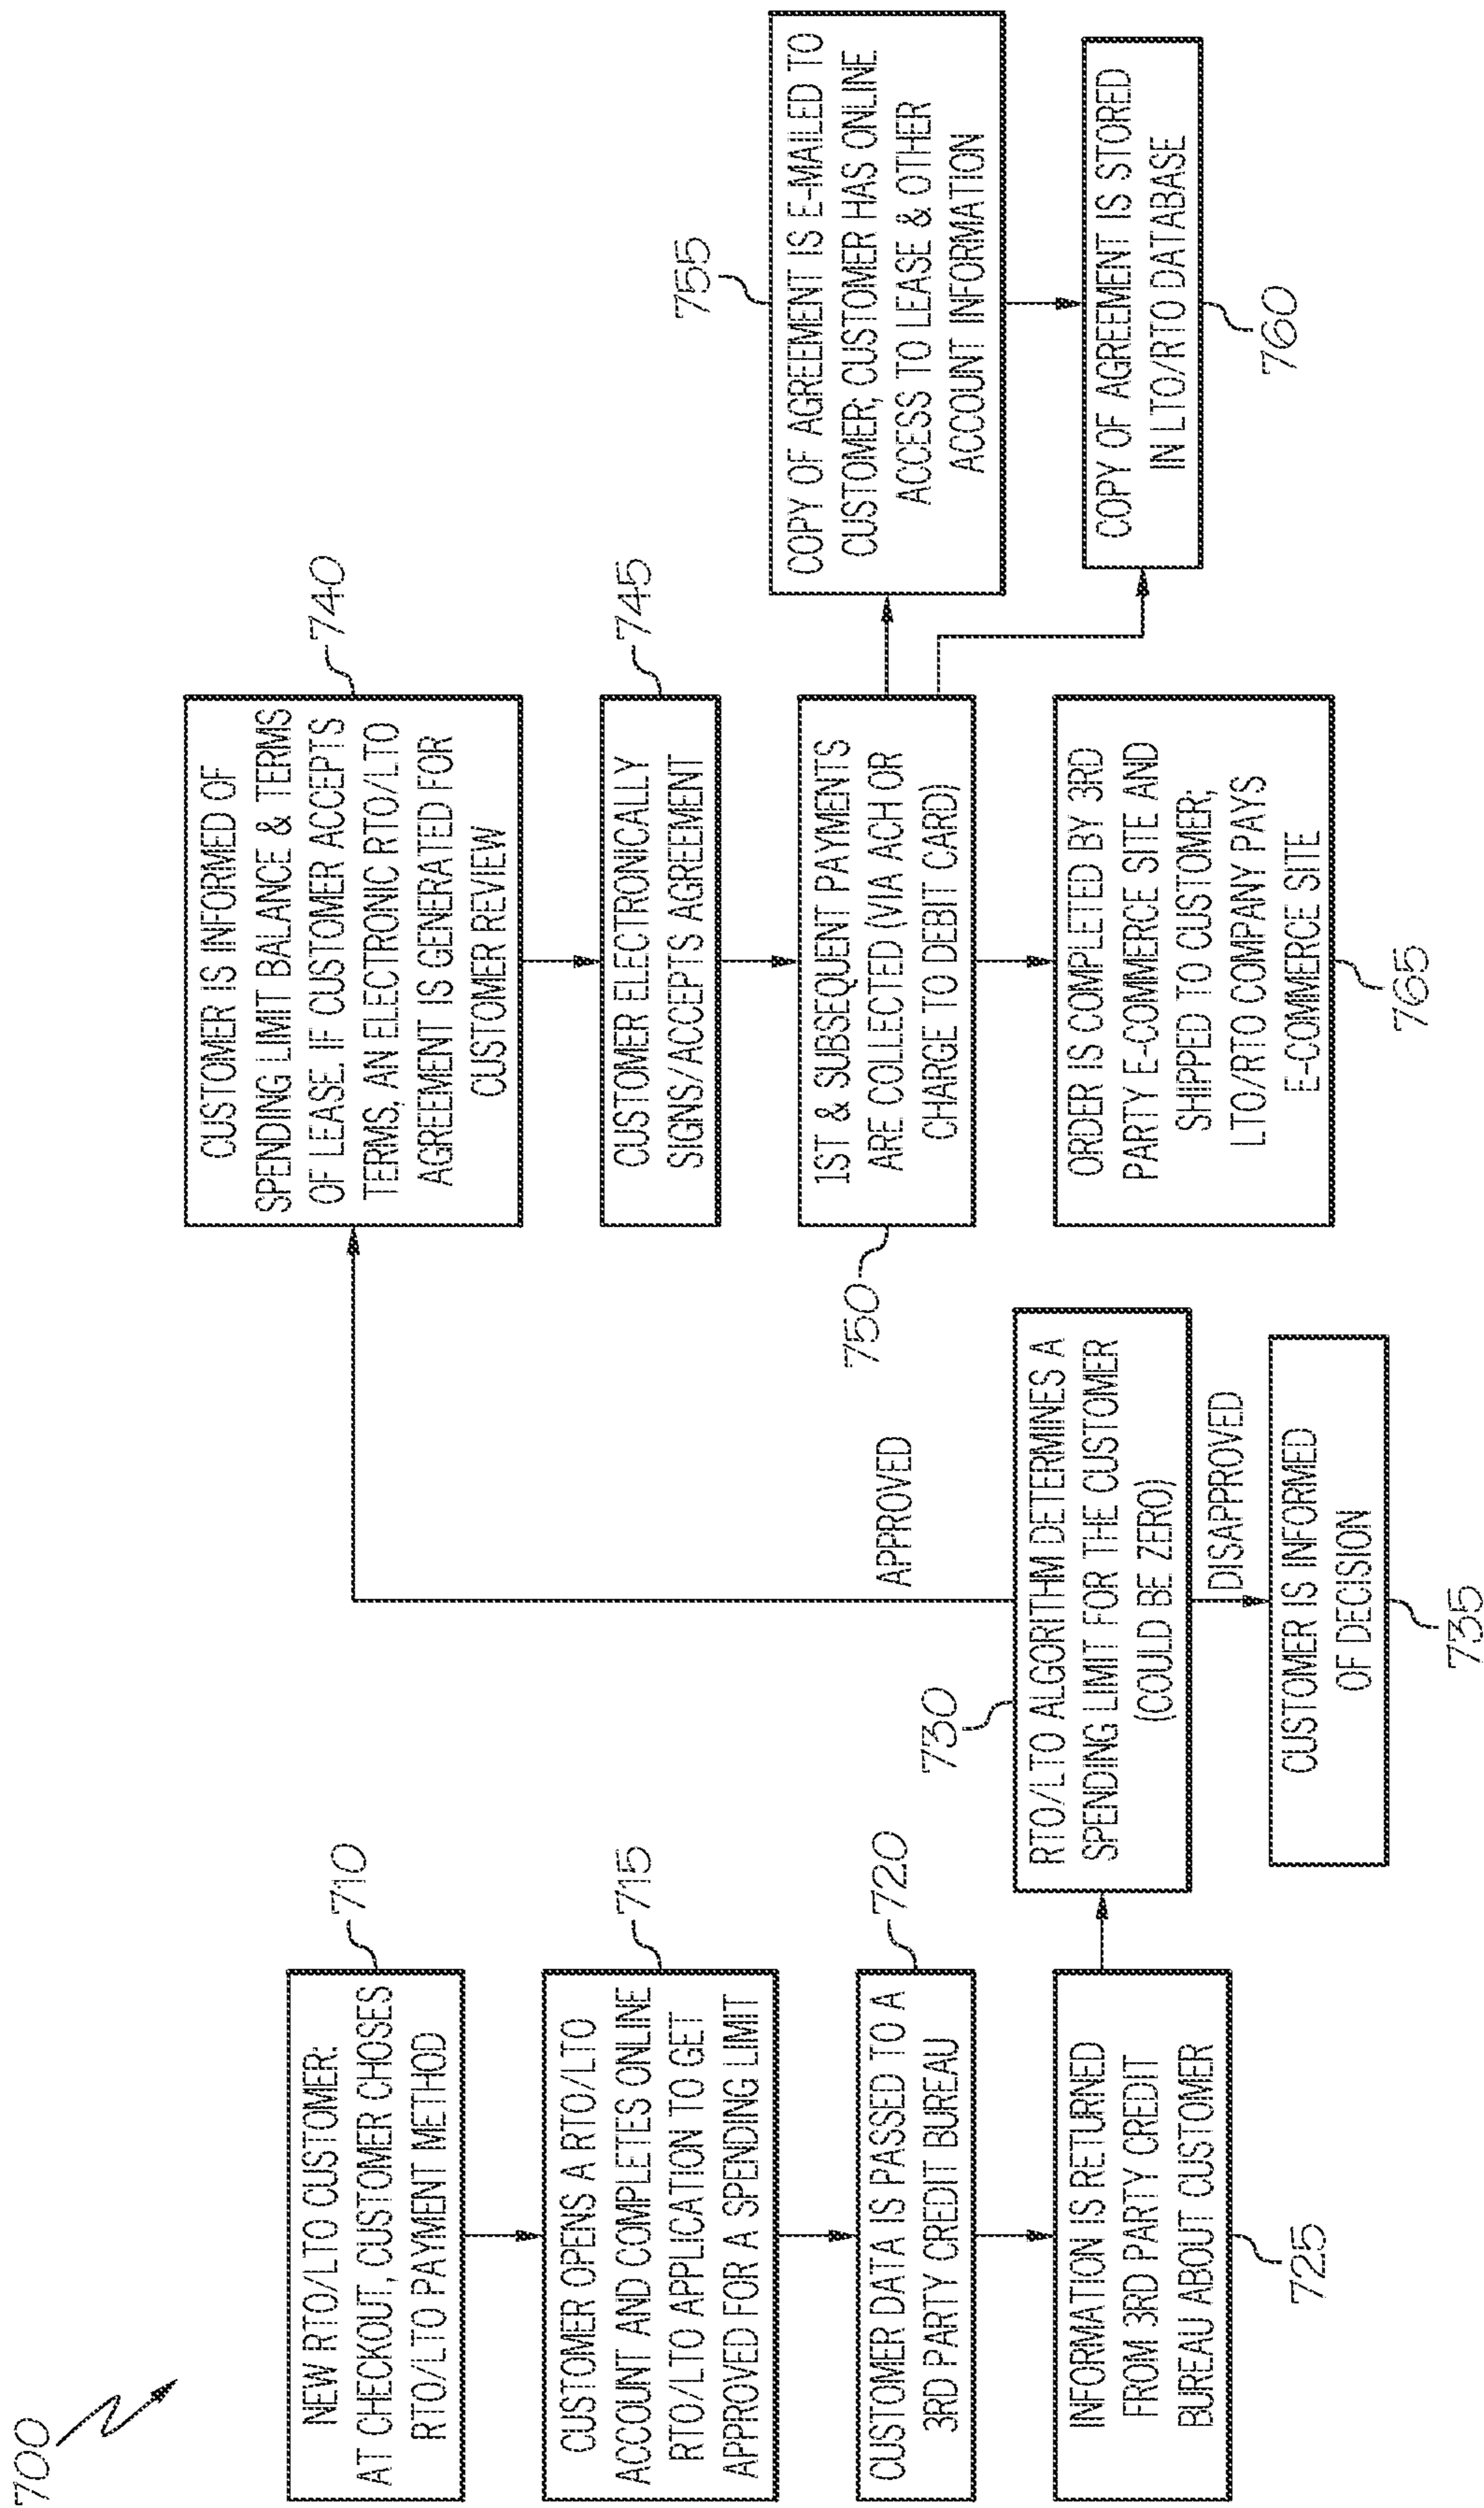 700
NEW RTO/LTO CUSTOMER:
AT CHECKOUT, CUSTOMER CHOSES
RTO/LTO PAYMENT METHOD
710
CUSTOMER OPENS A RTO/LTO
ACCOUNT AND COMPLETES ONLINE
RTO/LTO APPLICATION TO GET
APPROVED FOR A SPENDING LIMIT
715
CUSTOMER DATA IS PASSED TO A
3RD PARTY CREDIT BUREAU
720
INFORMATION IS RETURNED
FROM 3RD PARTY CREDIT
BUREAU ABOUT CUSTOMER
725
730
RTO/LTO ALGORITHM DETERMINES A
SPENDING LIMIT FOR THE CUSTOMER
(COULD BE ZERO)
APPROVED
DISAPPROVED
CUSTOMER IS INFORMED
OF DECISION
735
CUSTOMER IS INFORMED OF
SPENDING LIMIT BALANCE & TERMS
OF LEASE. IF CUSTOMER ACCEPTS
TERMS, AN ELECTRONIC RTO/LTO
AGREEMENT IS GENERATED FOR
CUSTOMER REVIEW
740
CUSTOMER ELECTRONICALLY
SIGNS/ACCEPTS AGREEMENT
745
1ST & SUBSEQUENT PAYMENTS
ARE COLLECTED (VIA ACH OR
CHARGE TO DEBIT CARD)
750
ORDER IS COMPLETED BY 3RD
PARTY E-COMMERCE SITE AND
SHIPPED TO CUSTOMER;
LTO/RTO COMPANY PAYS
E-COMMERCE SITE
765
755
COPY OF AGREEMENT IS E-MAILED TO
CUSTOMER; CUSTOMER HAS ONLINE
ACCESS TO LEASE & OTHER
ACCOUNT INFORMATION
COPY OF AGREEMENT IS STORED
IN LTO/RTO DATABASE
760